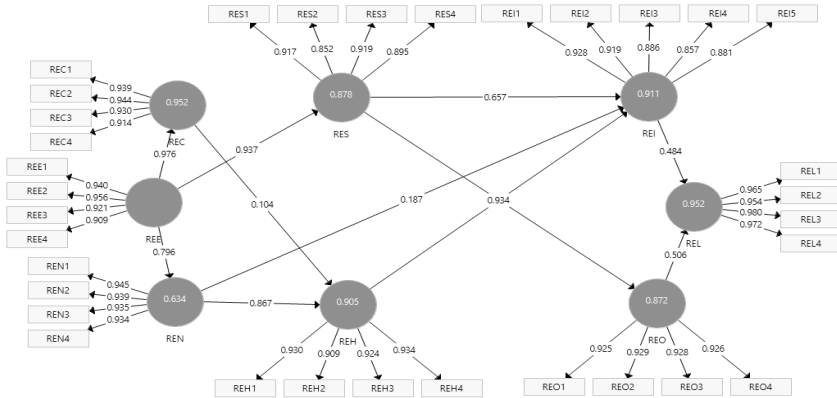 RES1 RES2 RES3 RES4 REI1 REI2 REI3 REI4 REI5
0.917 0.852 0.919 0.895 0.928 0.919 0.886 0.857 0.881
REC1
REC2
REC3
REC4
0.939
0.944
0.930
0.914
0.952
REC
0.878
RES
0.657
0.911
REI
0.976
0.937
0.484
REE1
REE2
REE3
REE4
0.940
0.956
0.921
0.909
REE
0.104
0.187
0.934
0.952
REL
0.965
0.954
0.980
0.972
REL1
REL2
REL3
REL4
0.796
0.506
REN1
REN2
REN3
REN4
0.945
0.939
0.935
0.934
0.634
REN
0.867
0.905
REH
0.872
REO
0.930 0.909 0.924 0.934
REH1 REH2 REH3 REH4
0.925 0.929 0.928 0.926
REO1 REO2 REO3 REO4